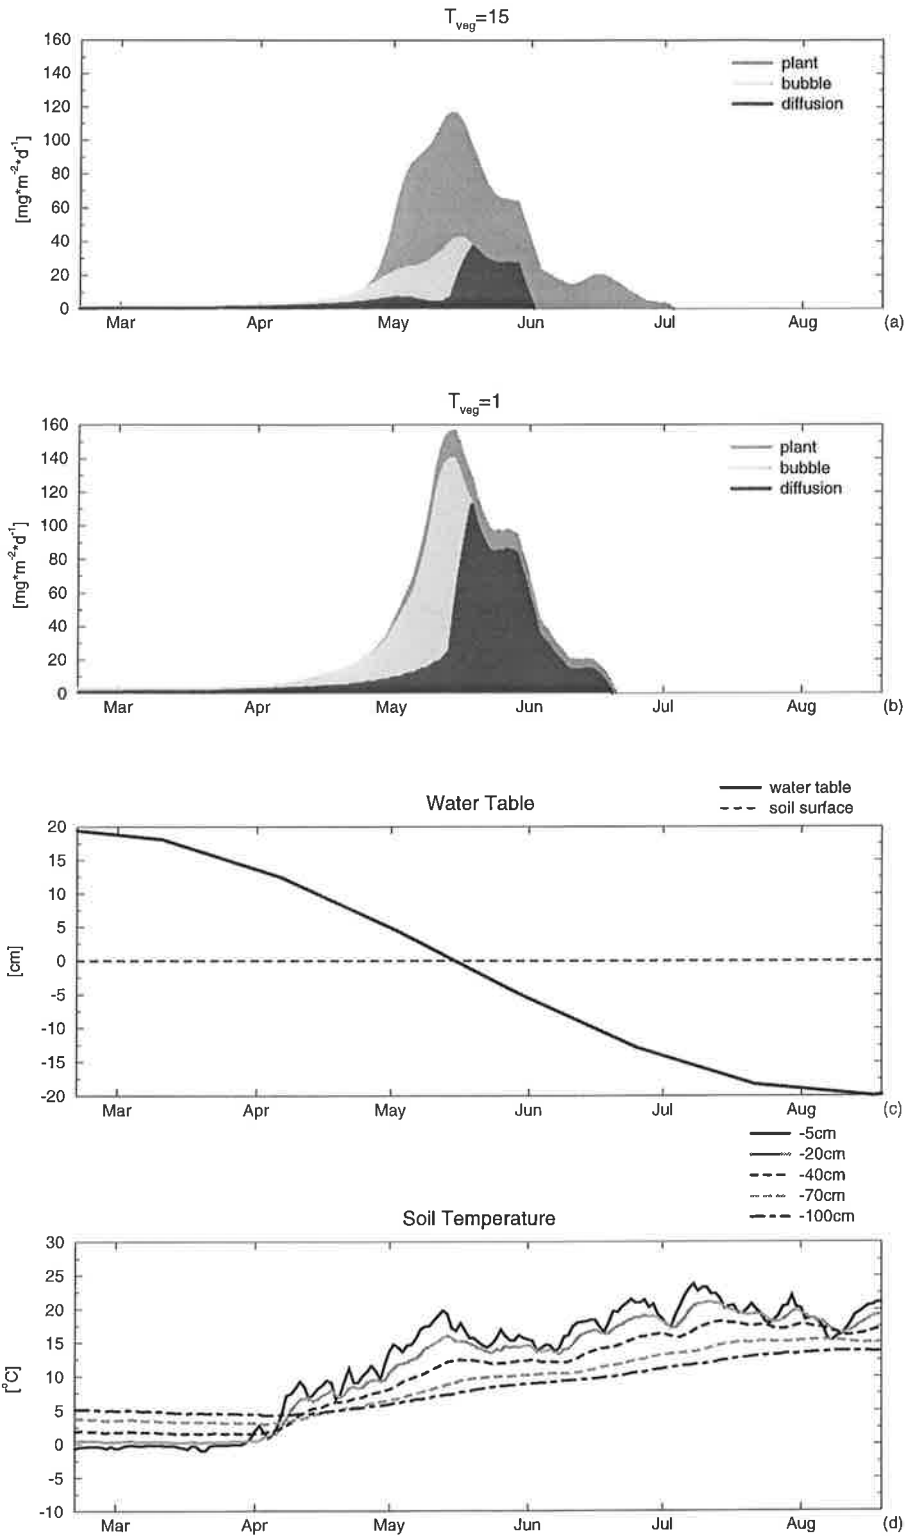 T_veg=15
160
140
120
100
80
60
40
20
0
[mg*m-2*d-1]
plant
bubble
diffusion
Mar Apr May Jun Jul Aug (a)
T_veg=1
160
140
120
100
80
60
40
20
0
[mg*m-2*d-1]
plant
bubble
diffusion
Mar Apr May Jun Jul Aug (b)
Water Table
water table
soil surface
20
15
10
5
0
-5
-10
-15
-20
[cm]
Mar Apr May Jun Jul Aug (c)
-5cm
-20cm
-40cm
-70cm
-100cm
Soil Temperature
30
25
20
15
10
5
0
-5
-10
[°C]
Mar Apr May Jun Jul Aug (d)